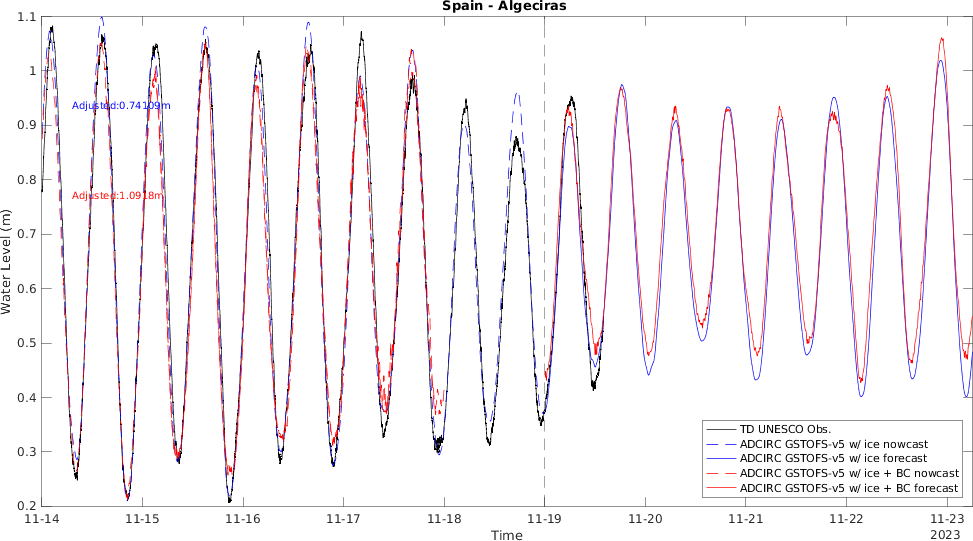 Spain - Algeciras
1.1
1
0.9
0.8
0.7
0.6
0.5
0.4
0.3
0.2
Water Level (m)
Adjusted:0.74109m
Adjusted:1.0918m
TD UNESCO Obs.
ADCIRC GSTOFS-v5 w/ ice nowcast
ADCIRC GSTOFS-v5 w/ ice forecast
ADCIRC GSTOFS-v5 w/ ice + BC nowcast
ADCIRC GSTOFS-v5 w/ ice + BC forecast
11-14 11-15 11-16 11-17 11-18 11-19 11-20 11-21 11-22 11-23
Time
2023